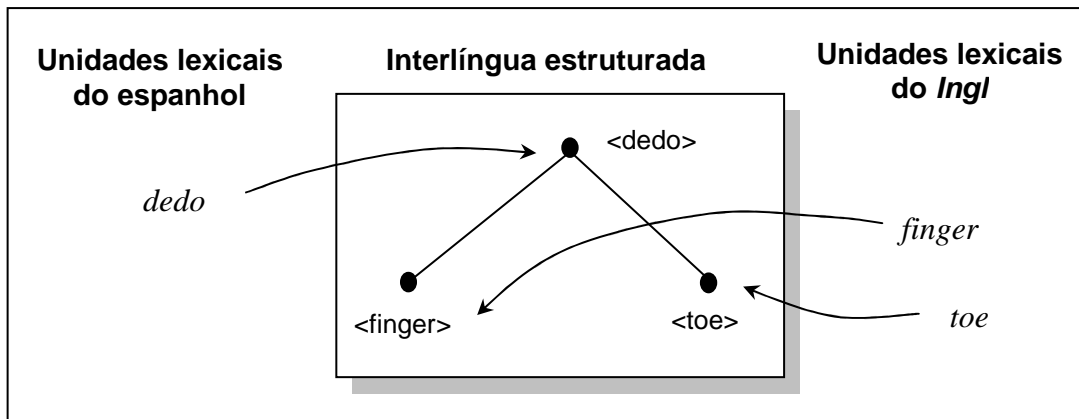 Unidades lexicais
do espanhol
Interlíngua estruturada
Unidades lexicais
do Ingl
<dedo>
dedo
finger
<finger>
<toe>
toe